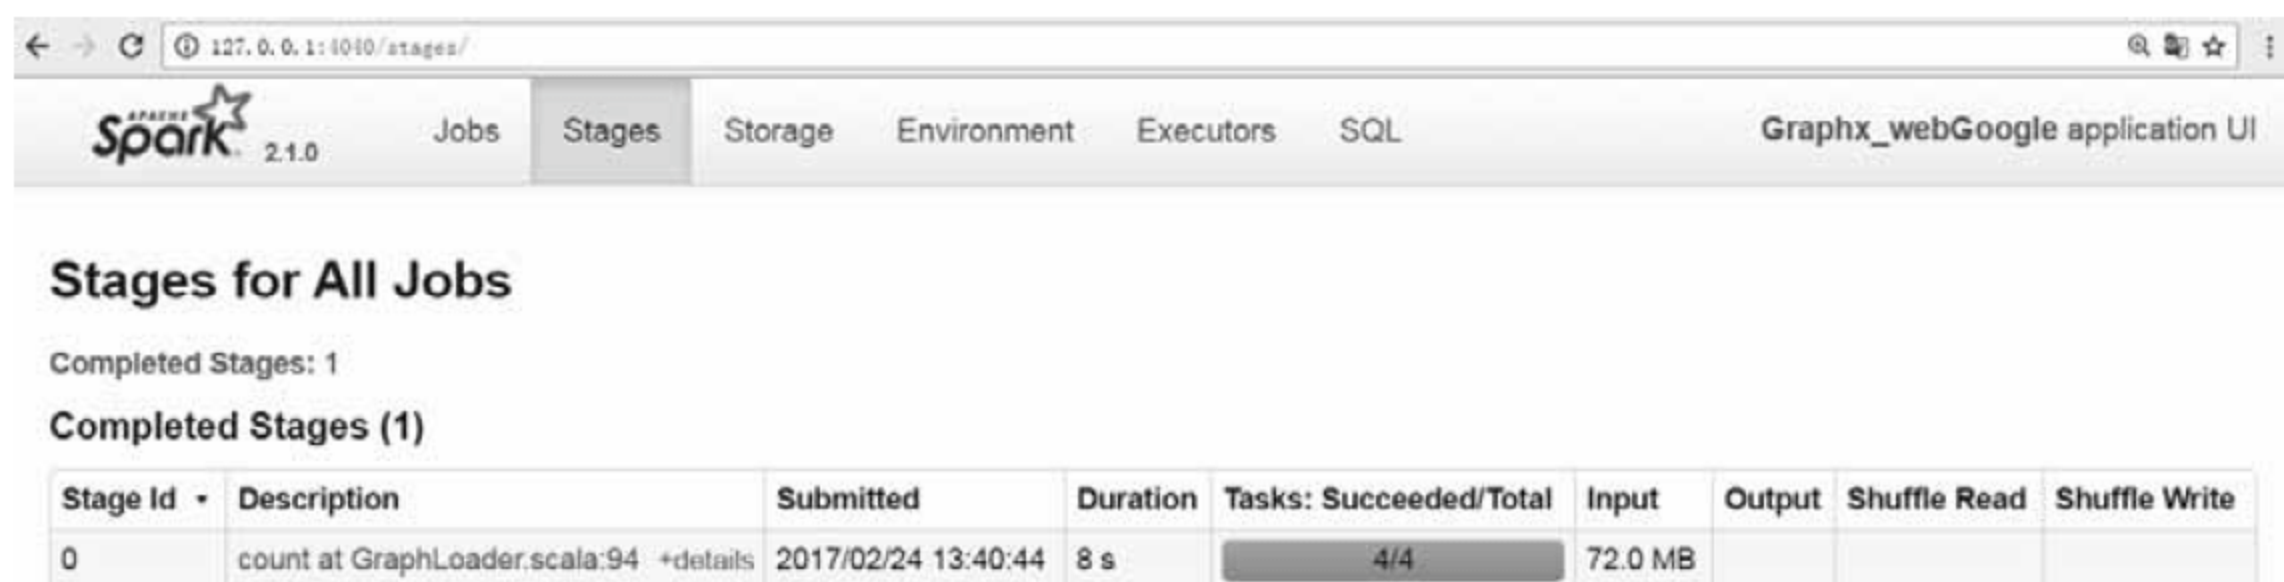 127.0.0.1:4040/stages/
APACHE Spark 2.1.0 Jobs Stages Storage Environment Executors SQL Graphx_webGoogle application UI
Stages for All Jobs
Completed Stages: 1
Completed Stages (1)
Stage Id Description Submitted Duration Tasks: Succeeded/Total Input Output Shuffle Read Shuffle Write
0 count at GraphLoader.scala:94 +details 2017/02/24 13:40:44 8 s 4/4 72.0 MB